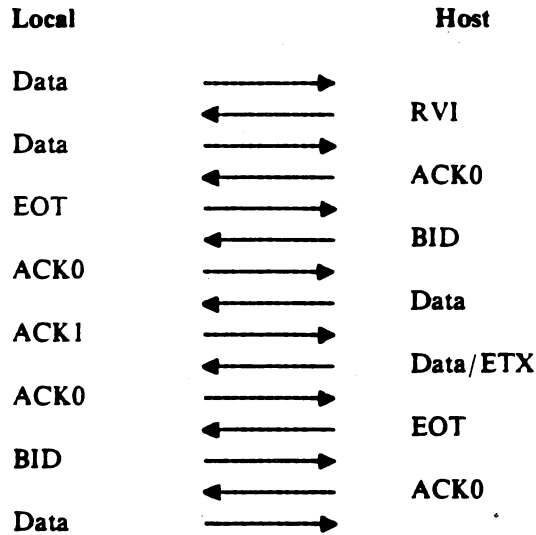 Local Host
Data
RVI
Data
ACK0
EOT
BID
ACK0
Data
ACK1
Data/ETX
ACK0
EOT
BID
ACK0
Data